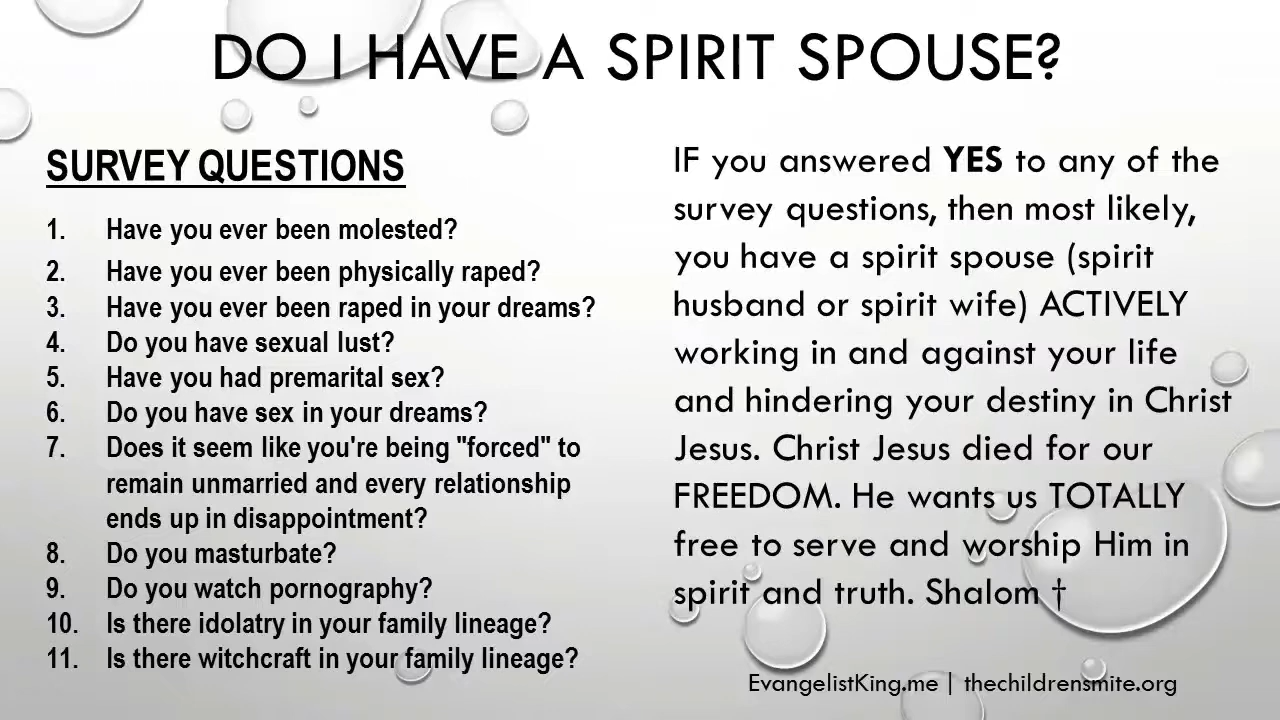 DO I HAVE A SPIRIT SPOUSE?
SURVEY QUESTIONS
1. Have you ever been molested?
2. Have you ever been physically raped?
3. Have you ever been raped in your dreams?
4. Do you have sexual lust?
5. Have you had premarital sex?
6. Do you have sex in your dreams?
7. Does it seem like you're being "forced" to
remain unmarried and every relationship
ends up in disappointment?
8. Do you masturbate?
9. Do you watch pornography?
10. Is there idolatry in your family lineage?
11. Is there witchcraft in your family lineage?
IF you answered YES to any of the
survey questions, then most likely,
you have a spirit spouse (spirit
husband or spirit wife) ACTIVELY
working in and against your life
and hindering your destiny in Christ
Jesus. Christ Jesus died for our
FREEDOM. He wants us TOTALLY
free to serve and worship Him in
spirit and truth. Shalom †
EvangelistKing.me | thechildrensmite.org